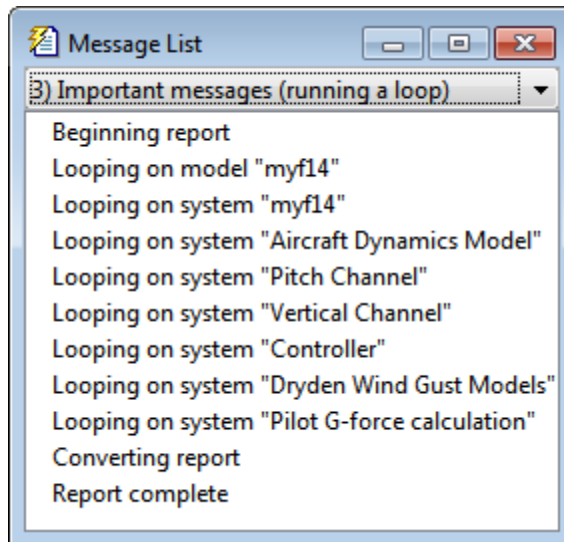 Message List
3) Important messages (running a loop)
Beginning report
Looping on model "myf14"
Looping on system "myf14"
Looping on system "Aircraft Dynamics Model"
Looping on system "Pitch Channel"
Looping on system "Vertical Channel"
Looping on system "Controller"
Looping on system "Dryden Wind Gust Models"
Looping on system "Pilot G-force calculation"
Converting report
Report complete